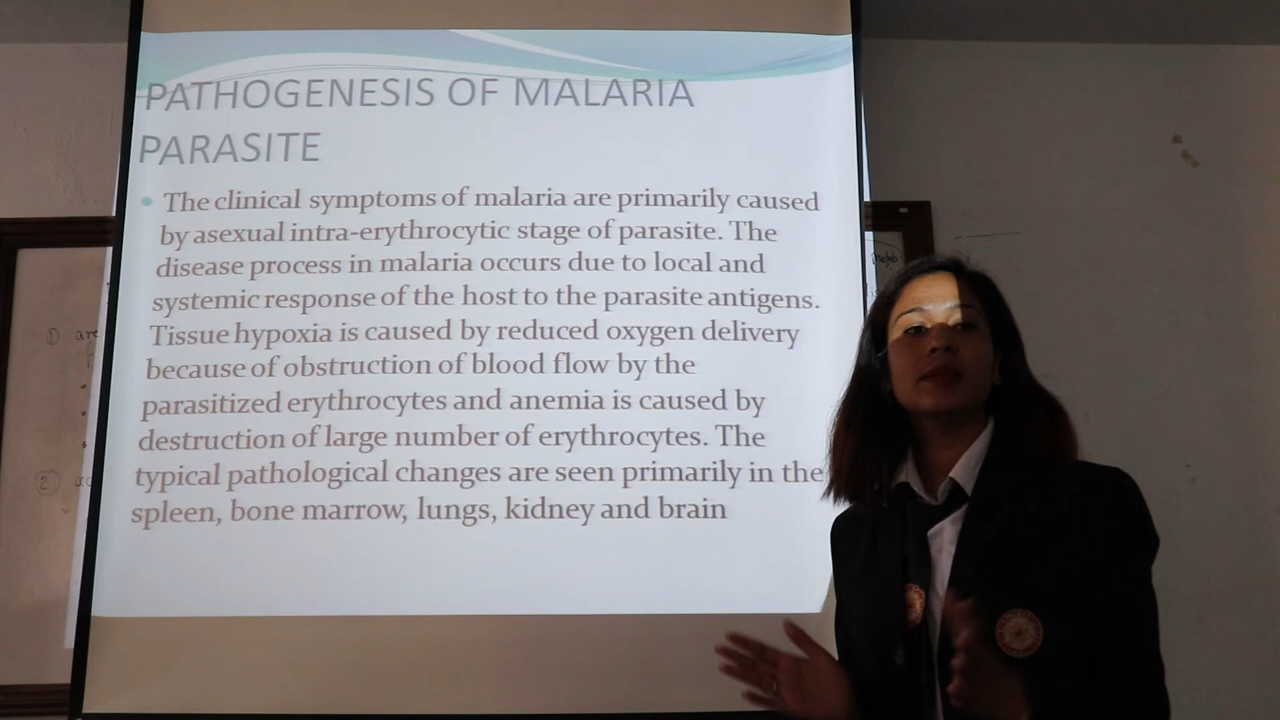 PATHOGENESIS OF MALARIA
PARASITE
• The clinical symptoms of malaria are primarily caused
by asexual intra-erythrocytic stage of parasite. The
disease process in malaria occurs due to local and
systemic response of the host to the parasite antigens.
Tissue hypoxia is caused by reduced oxygen delivery
because of obstruction of blood flow by the
parasitized erythrocytes and anemia is caused by
destruction of large number of erythrocytes. The
typical pathological changes are seen primarily in the
spleen, bone marrow, lungs, kidney and brain
① are
②